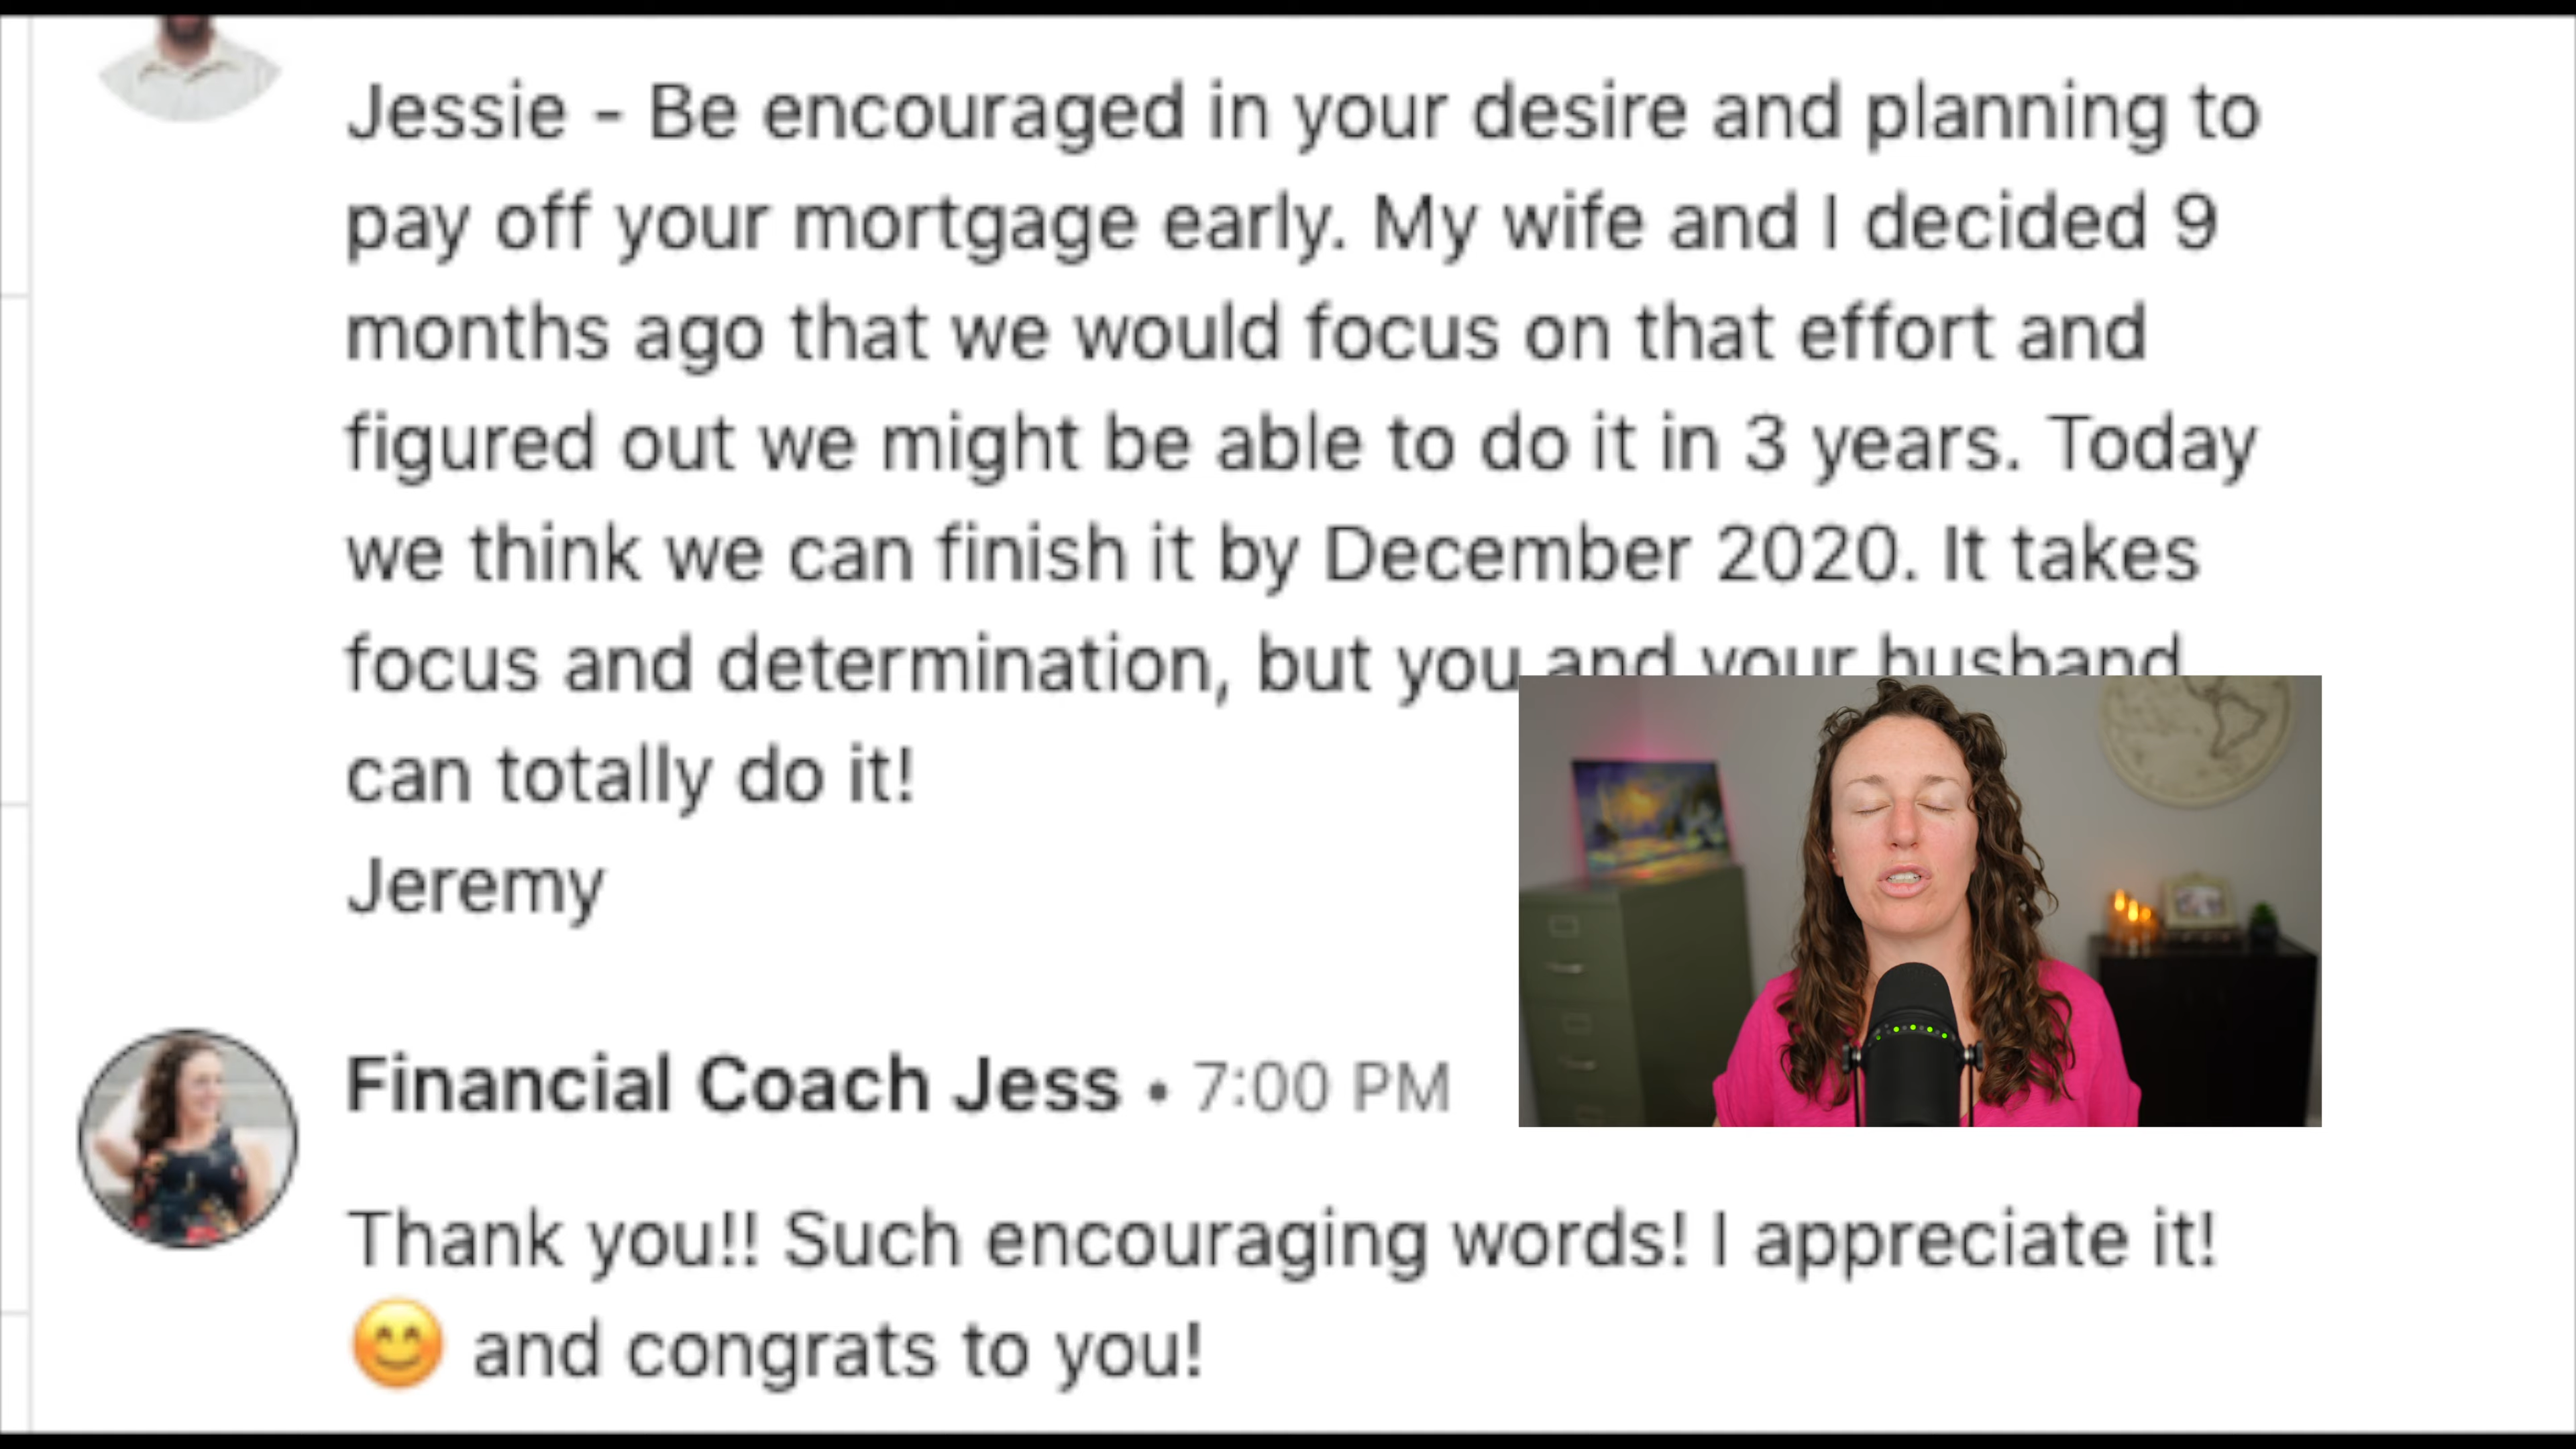 Jessie - Be encouraged in your desire and planning to
pay off your mortgage early. My wife and I decided 9
months ago that we would focus on that effort and
figured out we might be able to do it in 3 years. Today
we think we can finish it by December 2020. It takes
focus and determination, but you and your husband
can totally do it!
Jeremy
Financial Coach Jess • 7:00 PM
Thank you!! Such encouraging words! I appreciate it!
😊 and congrats to you!